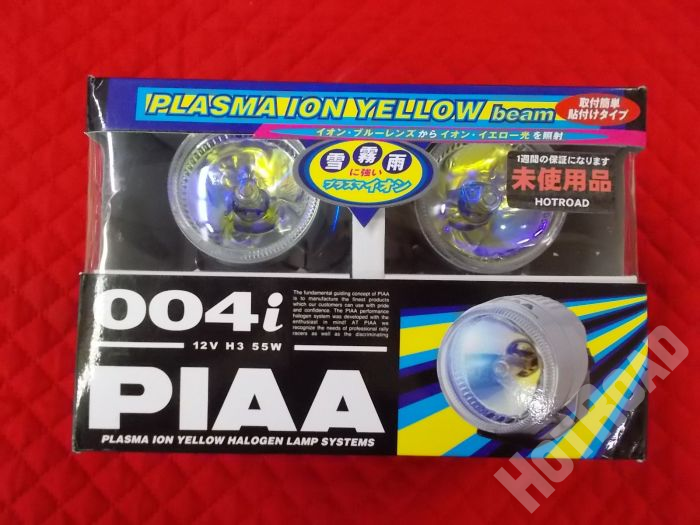 PLASMA ION YELLOW beam
取付簡単
貼付けタイプ
イオン・ブルーレンズからイオン・イエロー光を照射
雪霧雨
に強い
プラズマイオン
1週間の保証になります
未使用品
HOTROAD
004i
12V H3 55W
The fundamental guiding concept of PIAA
is to manufacture the finest products
which our customers can use with pride
and confidence. The PIAA performance
halogen system was developed with the
enthusiast in mind! AT PIAA we
recognize the needs of professional rally
racers as well as the discriminating
PIAA
PLASMA ION YELLOW HALOGEN LAMP SYSTEMS
HOTROAD